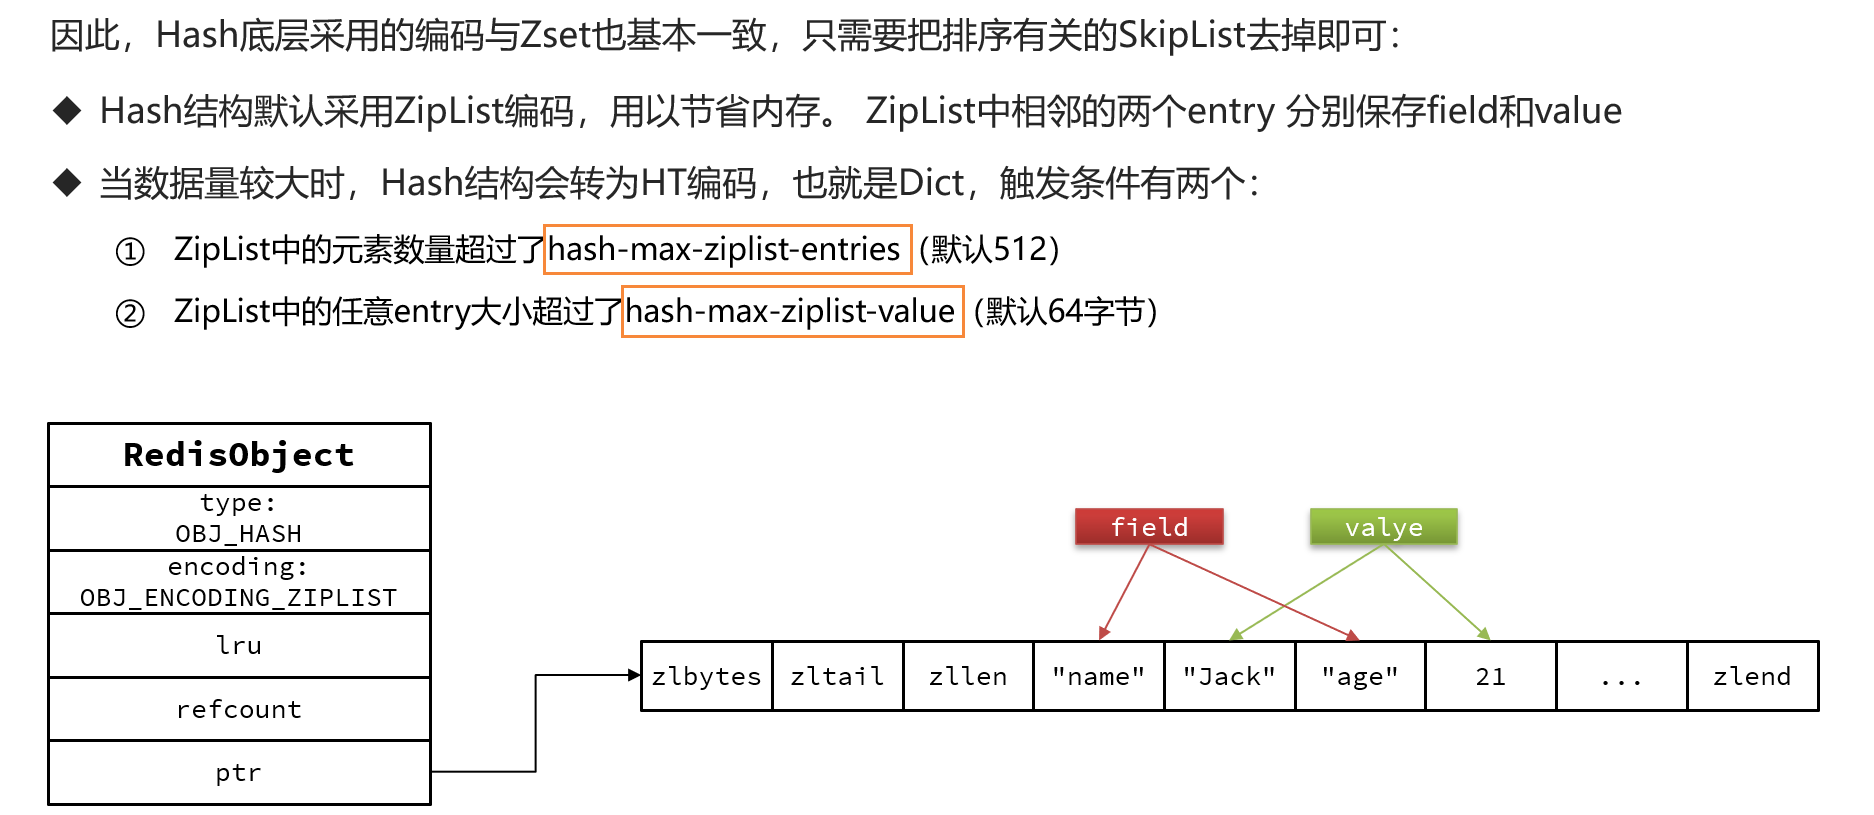 因此，Hash底层采用的编码与Zset也基本一致，只需要把排序有关的SkipList去掉即可：
◆ Hash结构默认采用ZipList编码，用以节省内存。 ZipList中相邻的两个entry 分别保存field和value
◆ 当数据量较大时，Hash结构会转为HT编码，也就是Dict，触发条件有两个：
① ZipList中的元素数量超过了hash-max-ziplist-entries（默认512）
② ZipList中的任意entry大小超过了hash-max-ziplist-value（默认64字节）
RedisObject
type:
OBJ_HASH
encoding:
OBJ_ENCODING_ZIPLIST
lru
refcount
ptr
field valye
zlbytes zltail zllen "name" "Jack" "age" 21 ... zlend